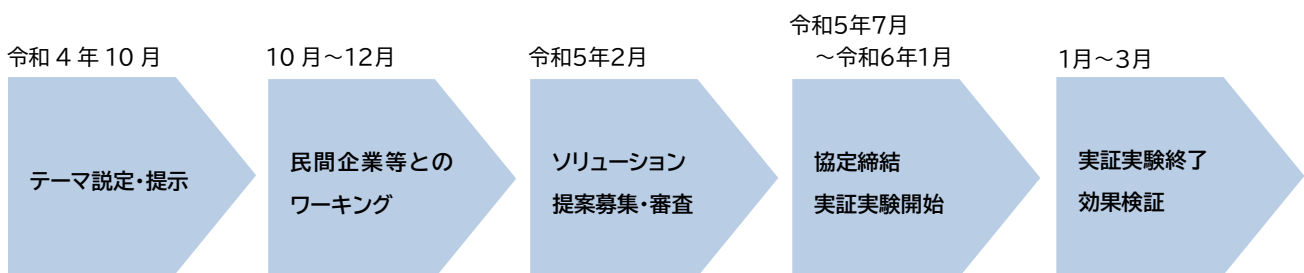 令和４年10月
テーマ説定・提示
10月～12月
民間企業等との
ワーキング
令和5年2月
ソリューション
提案募集・審査
令和5年7月
～令和6年1月
協定締結
実証実験開始
1月～3月
実証実験終了
効果検証